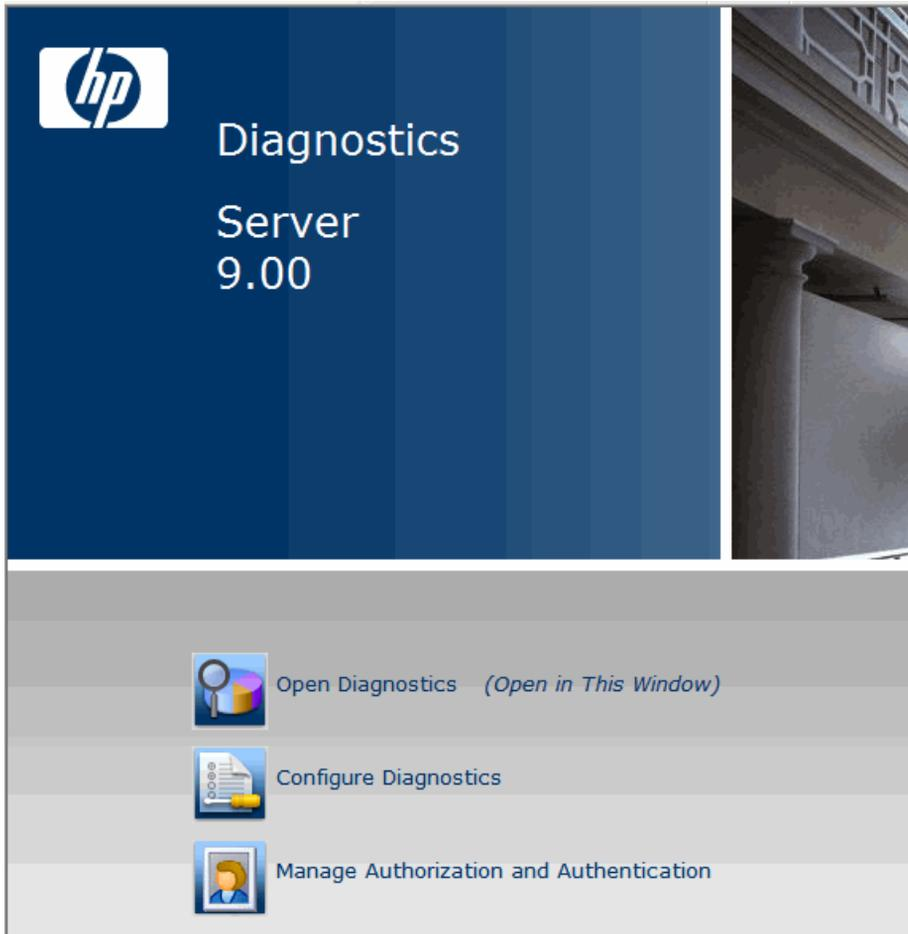 hp
Diagnostics
Server
9.00
Open Diagnostics (Open in This Window)
Configure Diagnostics
Manage Authorization and Authentication